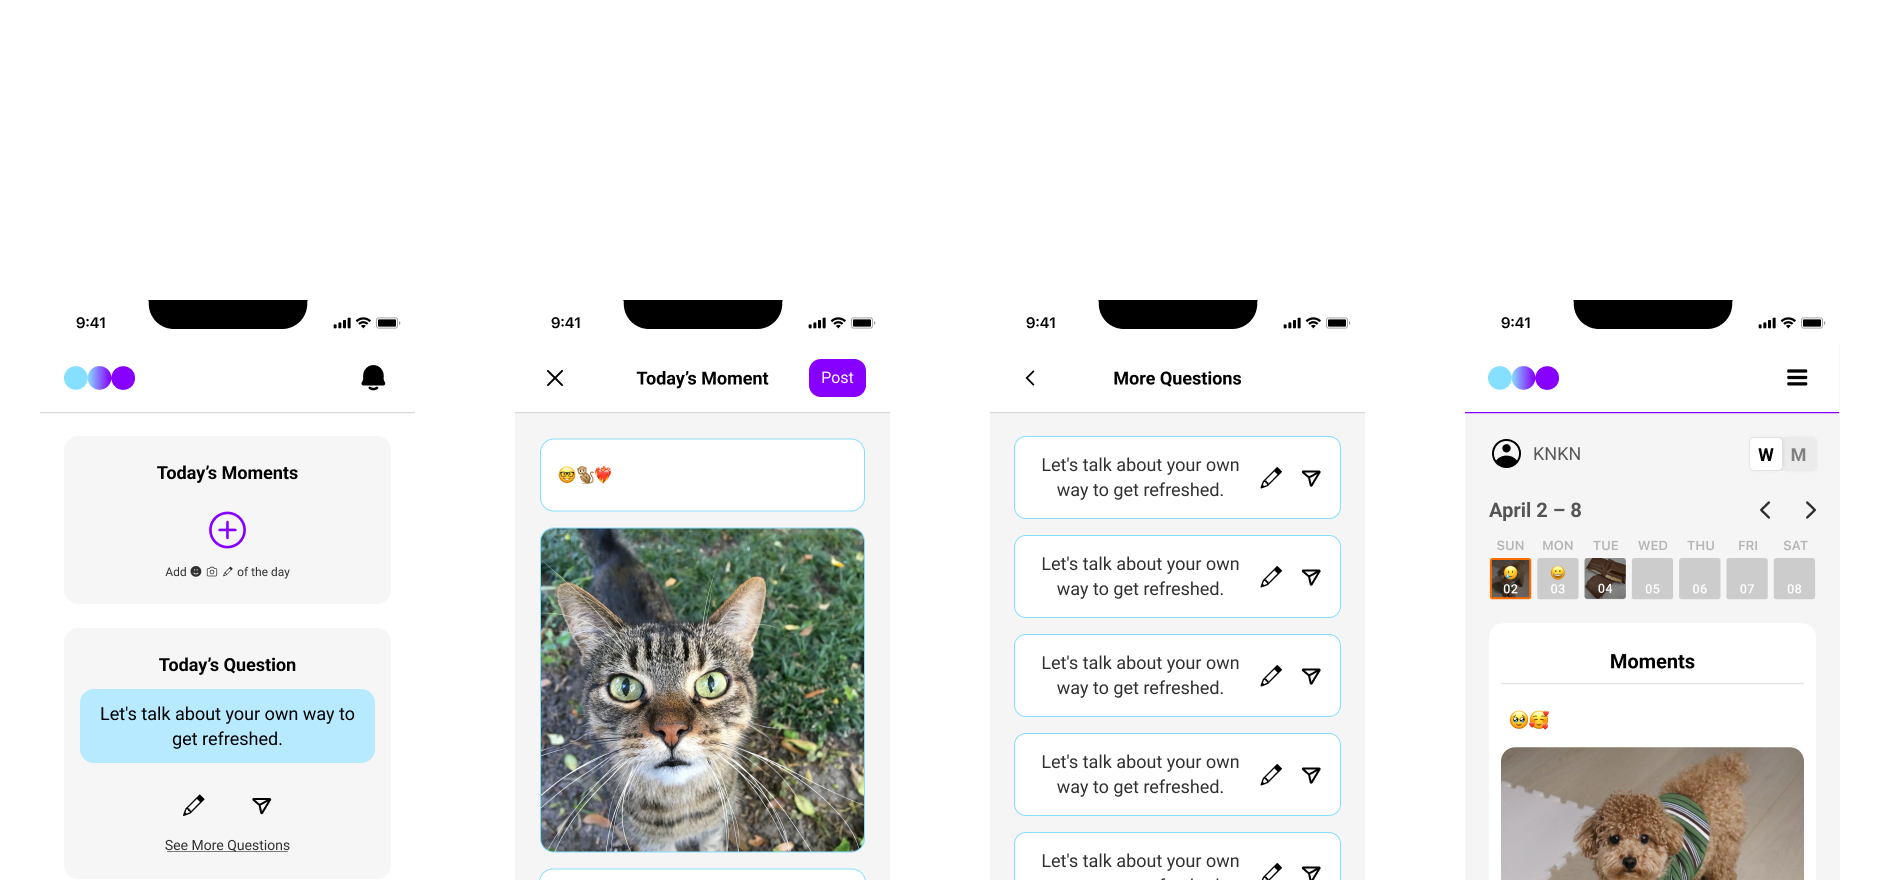 9:41
Today's Moments
Add of the day
Today's Question
Let's talk about your own way to
get refreshed.
See More Questions
9:41
Today's Moment
Post
🤓🐒❤️‍🔥
9:41
More Questions
Let's talk about your own
way to get refreshed.
Let's talk about your own
way to get refreshed.
Let's talk about your own
way to get refreshed.
Let's talk about your own
way to get refreshed.
Let's talk about your own
9:41
KNKN
W M
April 2 – 8
SUN MON TUE WED THU FRI SAT
02 03 04 05 06 07 08
Moments
🥹🥰